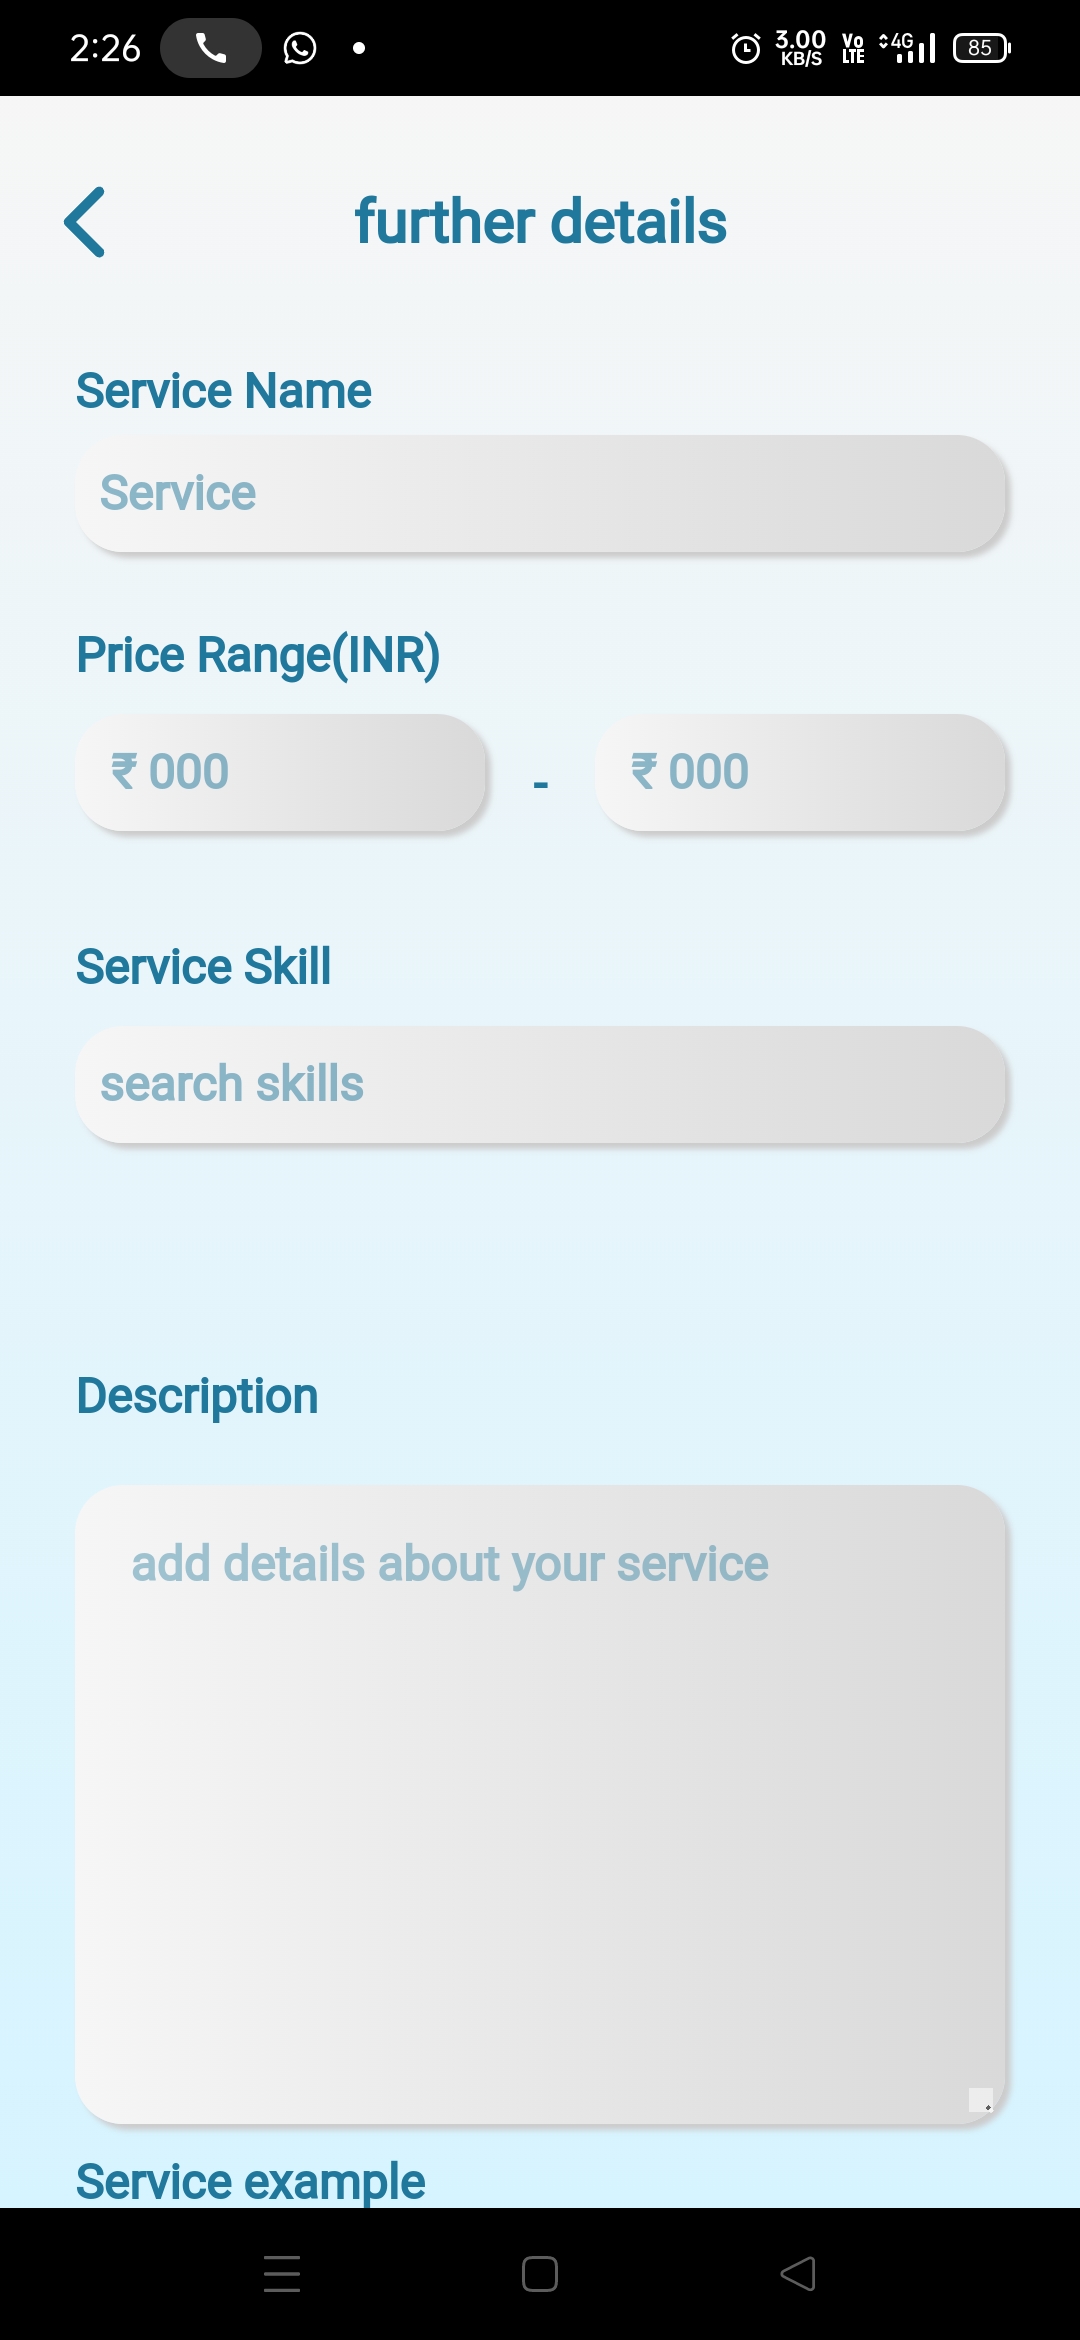 2:26 3.00 KB/S Vo LTE 4G 85
further details
Service Name
Service
Price Range(INR)
₹ 000 - ₹ 000
Service Skill
search skills
Description
add details about your service
Service example